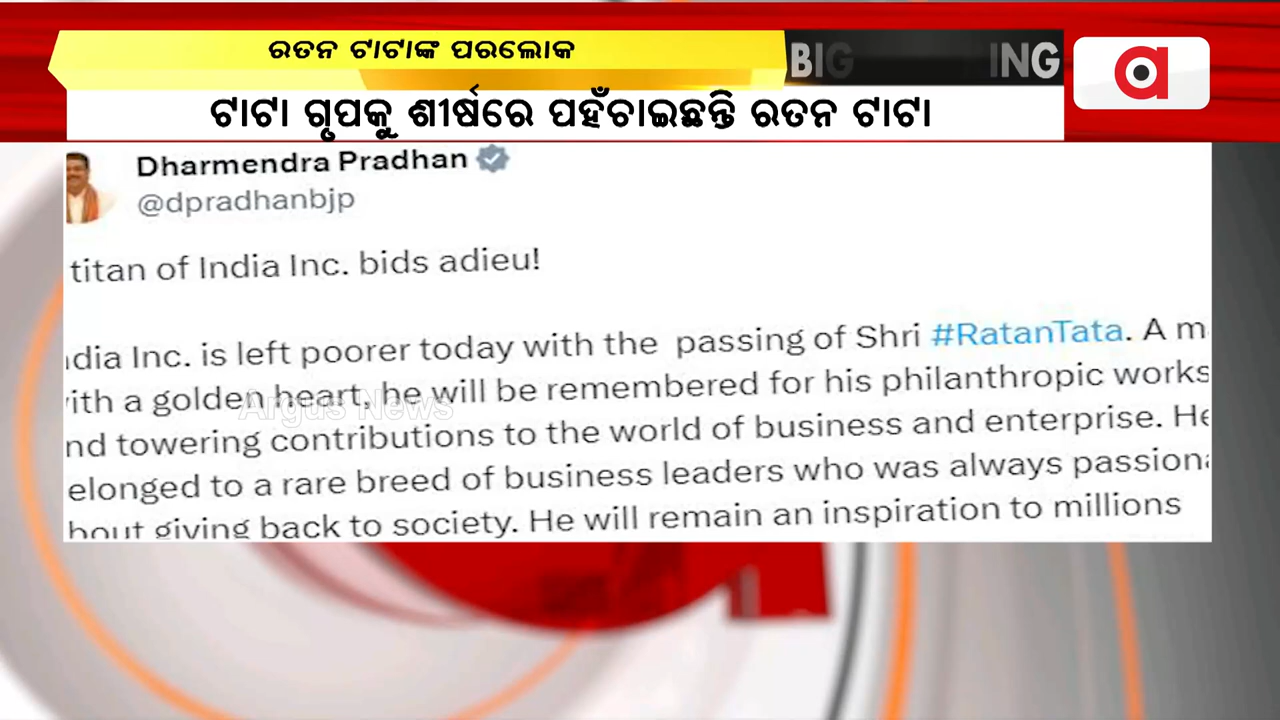 ରତନ ଟାଟାଙ୍କ ପରଲୋକ
BIG ING
ଟାଟା ଗୃପକୁ ଶୀର୍ଷରେ ପହଁଚାଇଛନ୍ତି ରତନ ଟାଟା
Dharmendra Pradhan
@dpradhanbjp
titan of India Inc. bids adieu!
ndia Inc. is left poorer today with the passing of Shri #RatanTata. A m
ith a golden heart, he will be remembered for his philanthropic works
nd towering contributions to the world of business and enterprise. He
elonged to a rare breed of business leaders who was always passion
bout giving back to society. He will remain an inspiration to millions
Argus News